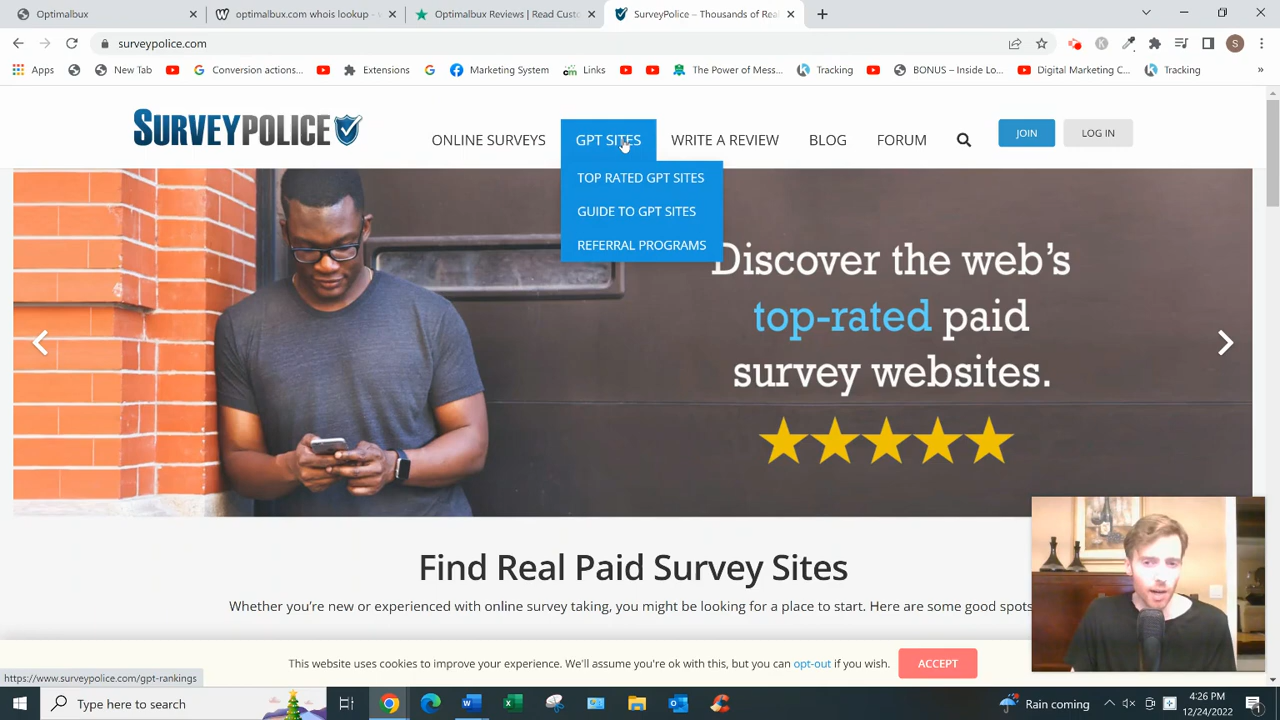 Optimalbux
optimalbux.com whois lookup - w
Optimalbux Reviews | Read Custo
SurveyPolice – Thousands of Real
surveypolice.com
S
Apps
New Tab
Conversion actions...
Extensions
Marketing System
Links
The Power of Mess...
Tracking
BONUS – Inside Lo...
Digital Marketing C...
Tracking
»
SURVEYPOLICE
ONLINE SURVEYS
GPT SITES
WRITE A REVIEW
BLOG
FORUM
JOIN
LOG IN
TOP RATED GPT SITES
GUIDE TO GPT SITES
REFERRAL PROGRAMS
Discover the web's
top-rated paid
survey websites.
Find Real Paid Survey Sites
Whether you're new or experienced with online survey taking, you might be looking for a place to start. Here are some good spots
This website uses cookies to improve your experience. We'll assume you're ok with this, but you can opt-out if you wish.
ACCEPT
https://www.surveypolice.com/gpt-rankings
Type here to search
Rain coming
4:26 PM
12/24/2022